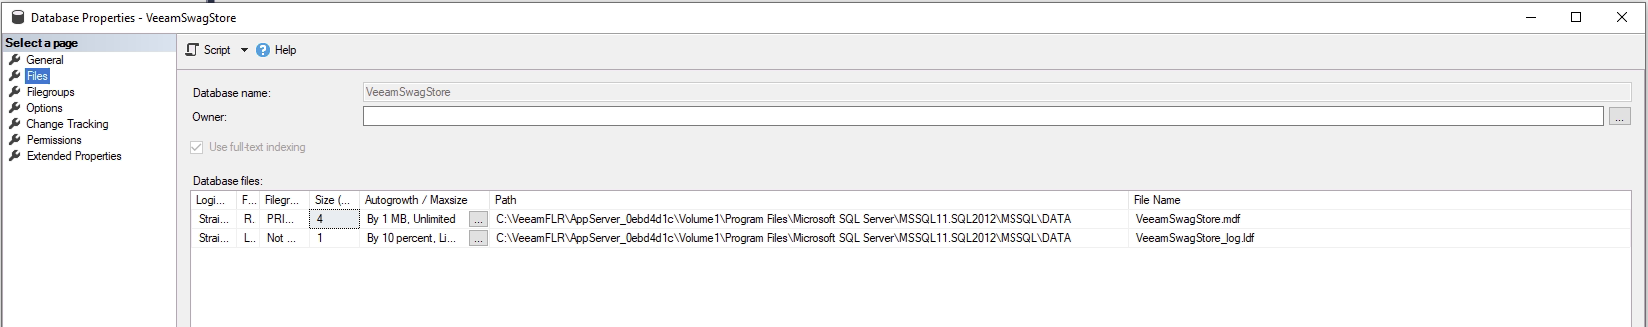 Database Properties - VeeamSwagStore
Select a page
General
Files
Filegroups
Options
Change Tracking
Permissions
Extended Properties
Script Help
Database name: VeeamSwagStore
Owner: ...
Use full-text indexing
Database files:
Logi... F... Filegr... Size (... Autogrowth / Maxsize Path File Name
Strai... R. PRI... 4 By 1 MB, Unlimited ... C:\VeeamFLR\AppServer_0ebd4d1c\Volume1\Program Files\Microsoft SQL Server\MSSQL11.SQL2012\MSSQL\DATA VeeamSwagStore.mdf
Strai... L.. Not ... 1 By 10 percent, Li... ... C:\VeeamFLR\AppServer_0ebd4d1c\Volume1\Program Files\Microsoft SQL Server\MSSQL11.SQL2012\MSSQL\DATA VeeamSwagStore_log.ldf